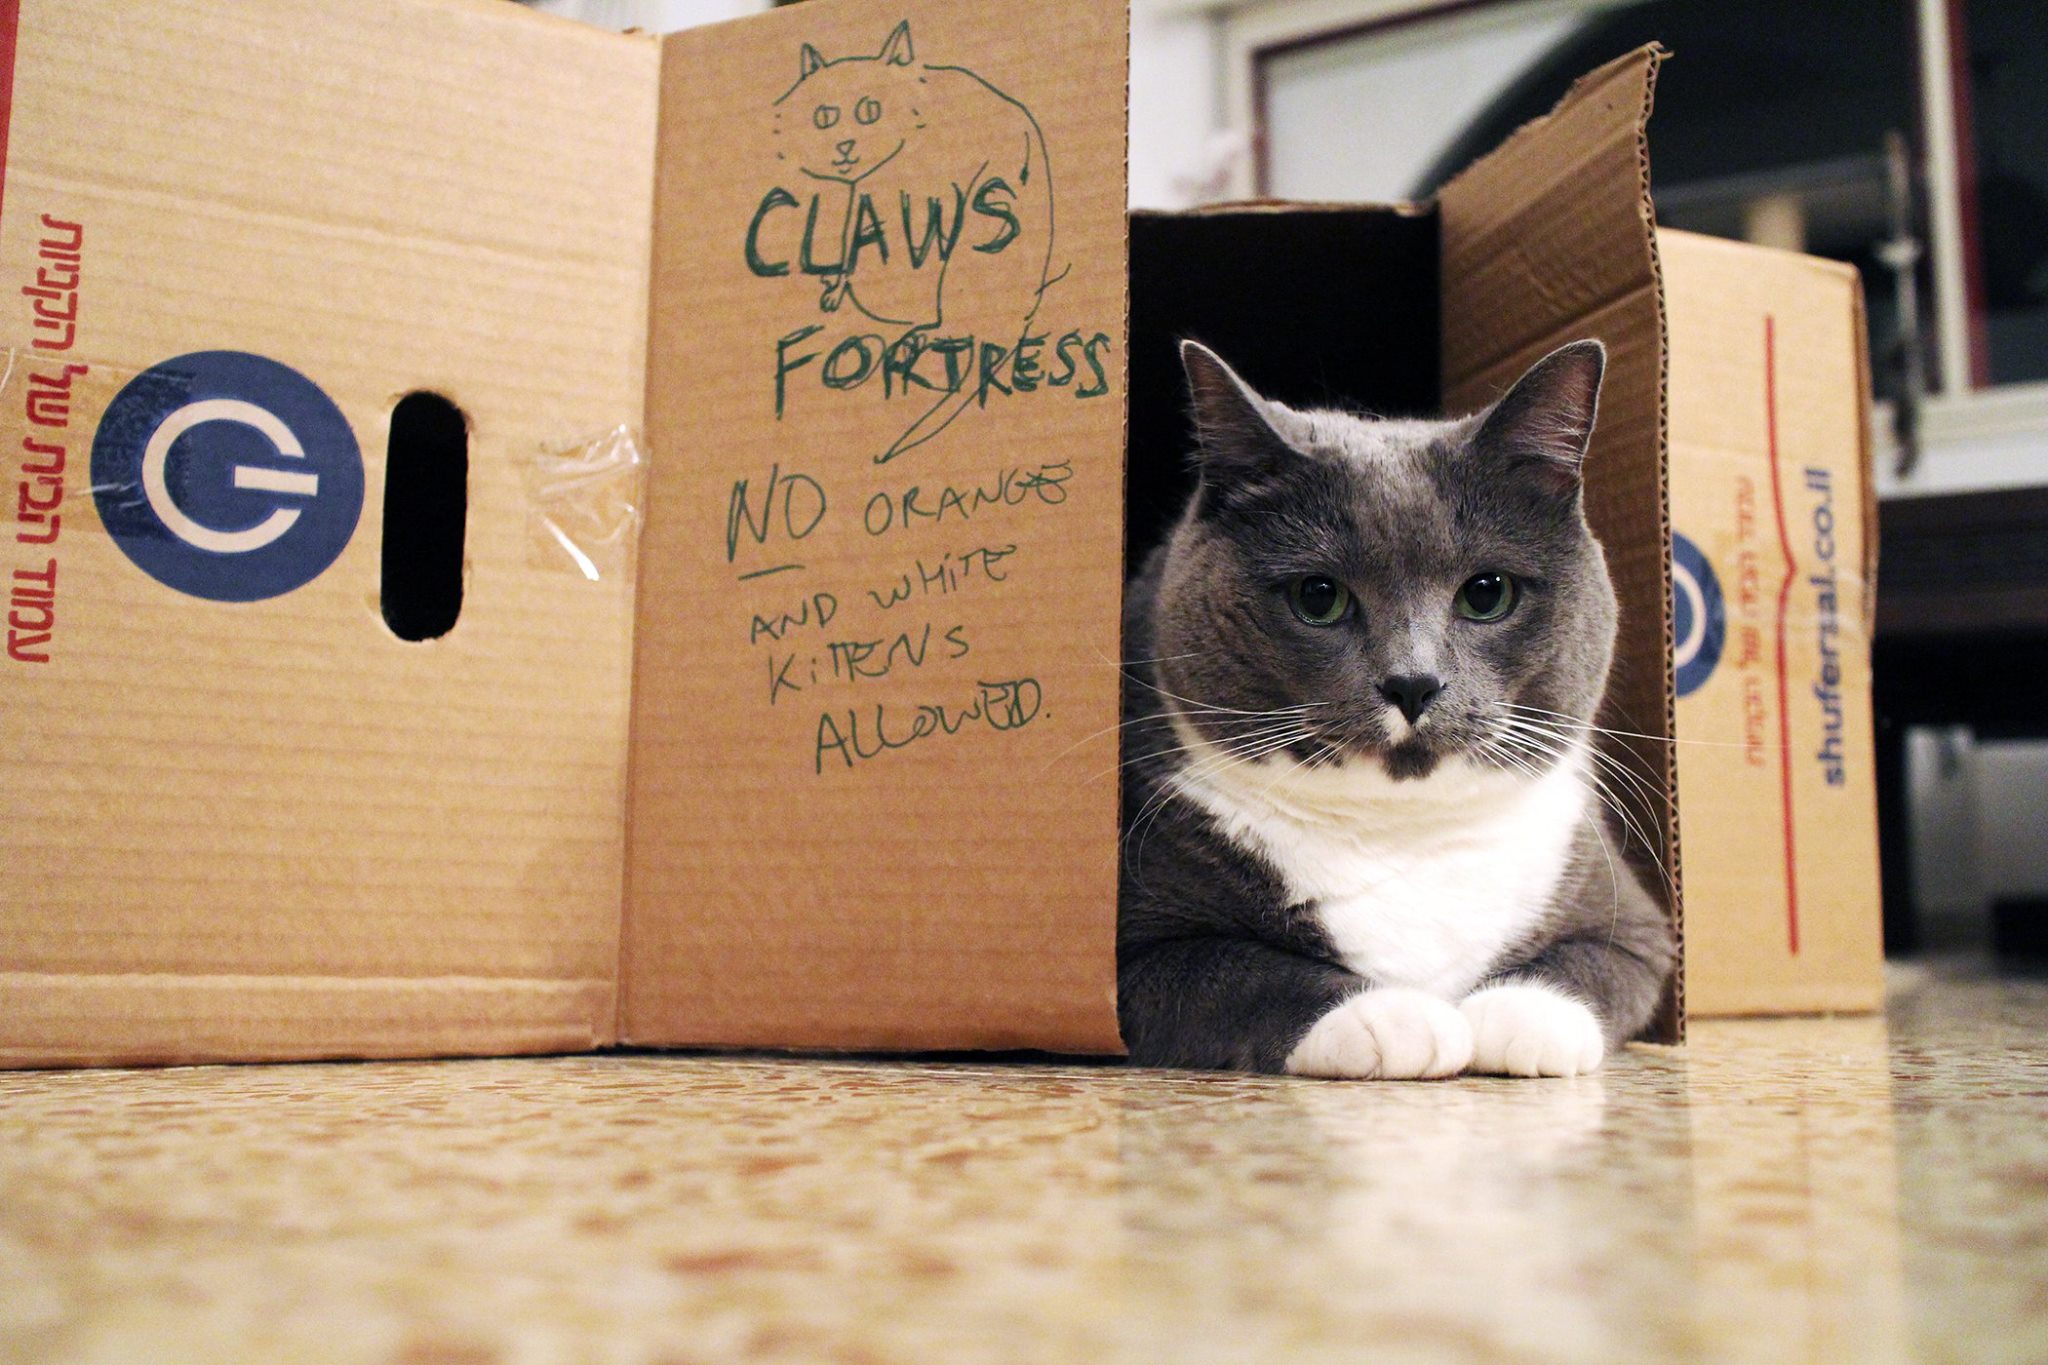 CLAWS'
FORTRESS
NO ORANGE
AND WHITE
KITTENS
ALLOWED.
shufersal.co.il